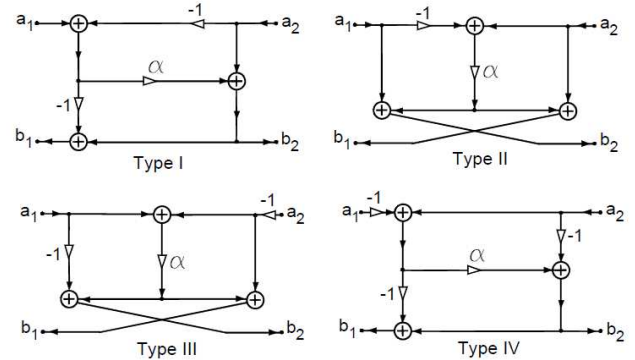 -1
a₁ a₂
α
-1
b₁ b₂
Type I
-1
a₁ a₂
α
b₁ b₂
Type II
-1
a₁ a₂
-1 α
b₁ b₂
Type III
a₁ -1 a₂
-1
α
-1
b₁ b₂
Type IV